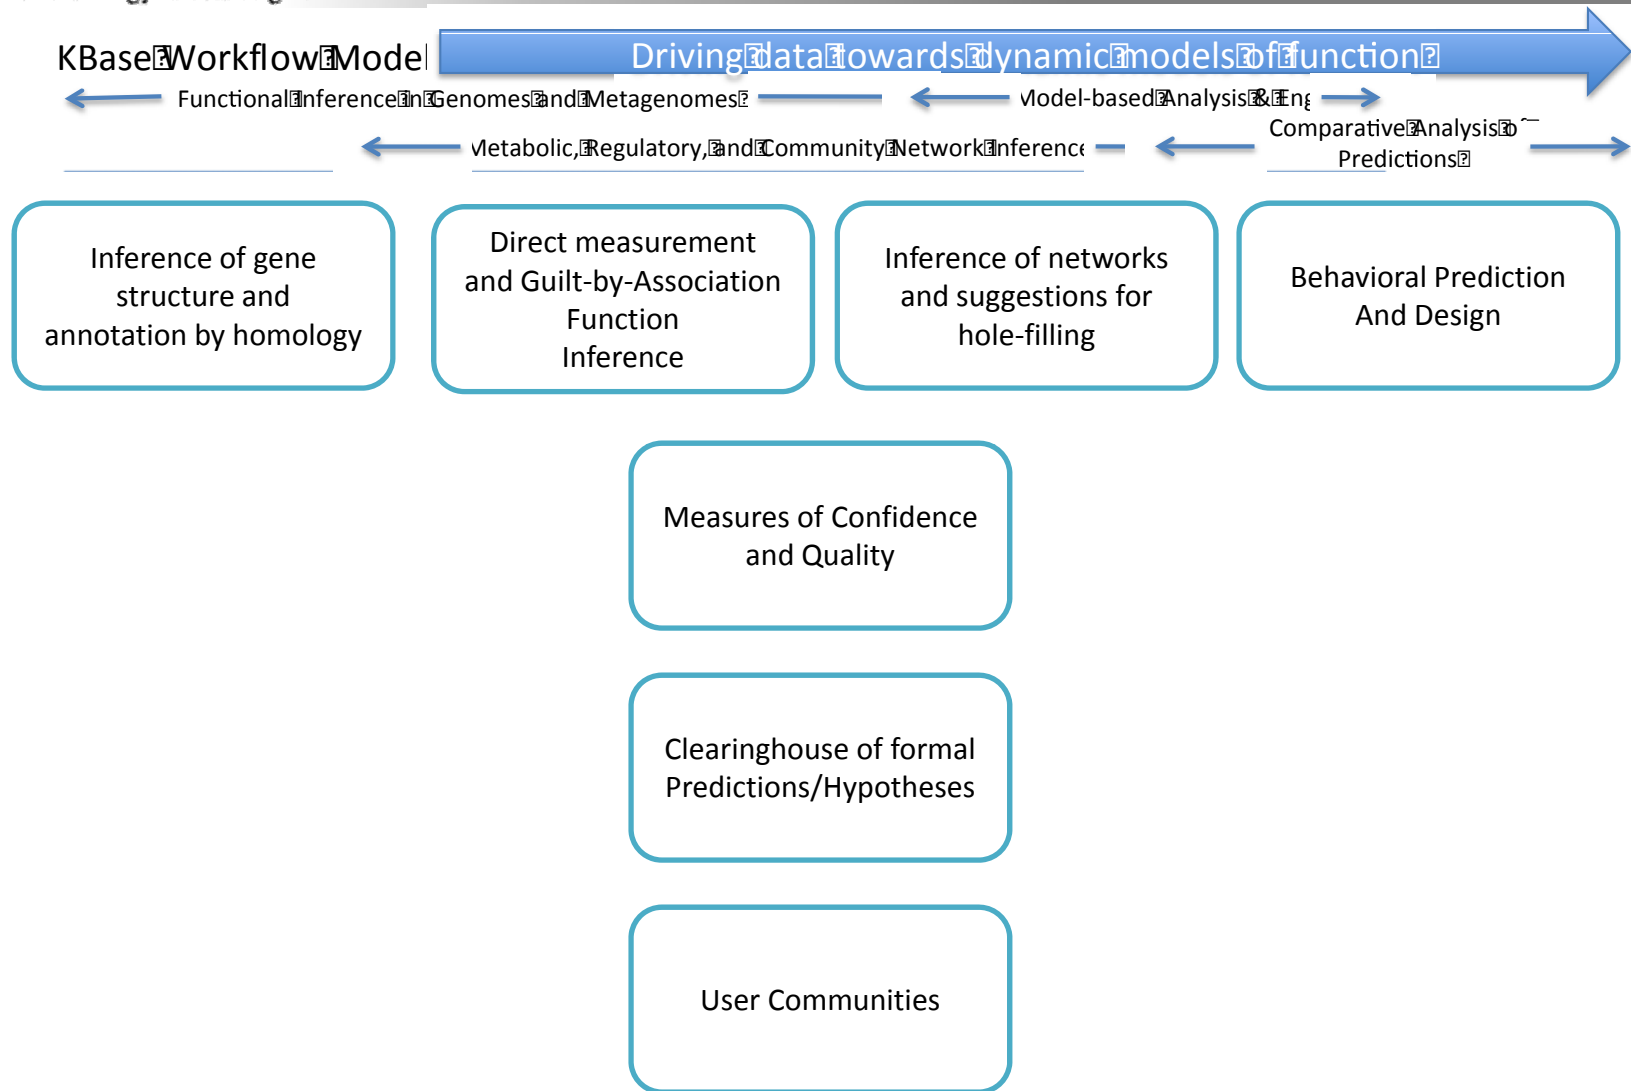 KBase Workflow Model
Driving data towards dynamic models of function
Functional Inference in Genomes and Metagenomes
Model-based Analysis & Eng
Metabolic, Regulatory, and Community Network Inference
Comparative Analysis of
Predictions
Inference of gene
structure and
annotation by homology
Direct measurement
and Guilt-by-Association
Function
Inference
Inference of networks
and suggestions for
hole-filling
Behavioral Prediction
And Design
Measures of Confidence
and Quality
Clearinghouse of formal
Predictions/Hypotheses
User Communities